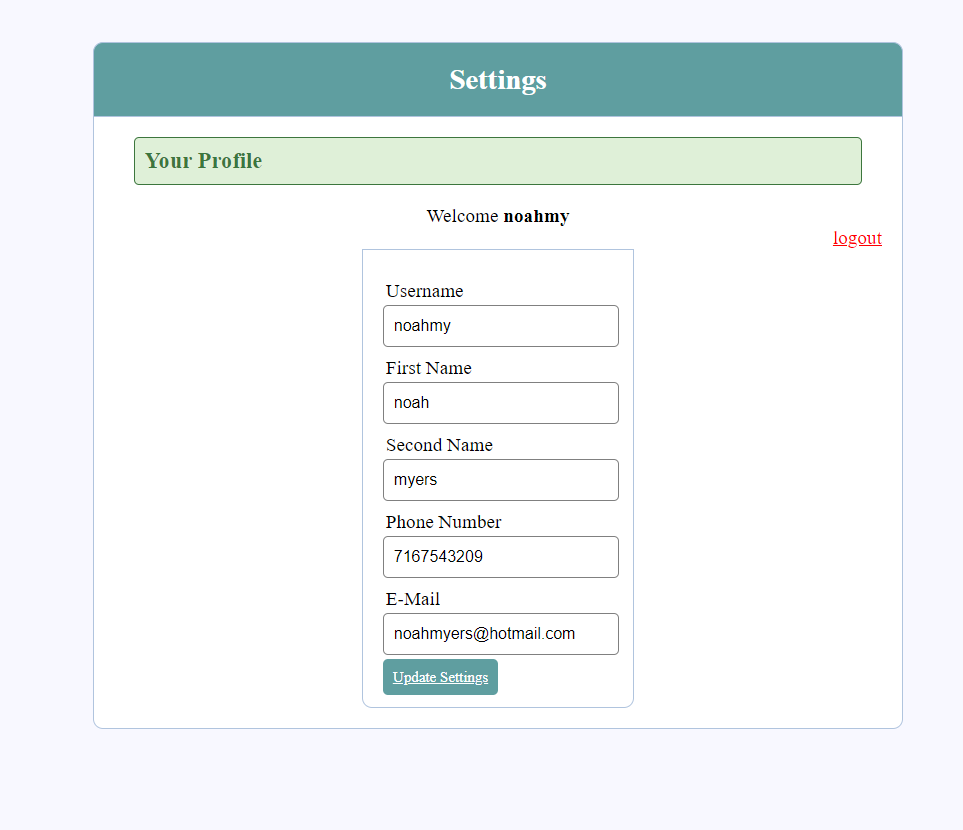 Settings
Your Profile
Welcome noahmy
logout
Username
noahmy
First Name
noah
Second Name
myers
Phone Number
7167543209
E-Mail
noahmyers@hotmail.com
Update Settings